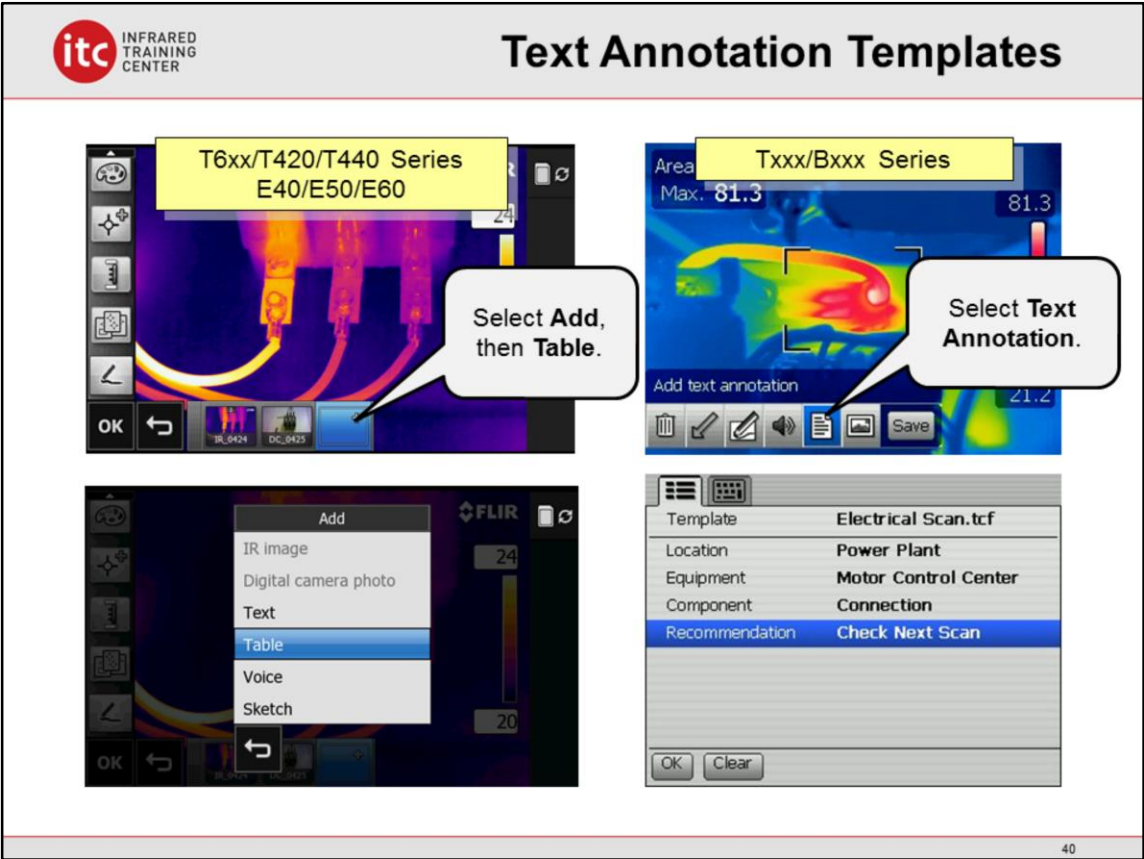 itc INFRARED
TRAINING
CENTER
Text Annotation Templates
T6xx/T420/T440 Series
E40/E50/E60
24
Select Add,
then Table.
OK
IR_0424
DC_0425
Txxx/Bxxx Series
Area
Max. 81.3
81.3
Select Text
Annotation.
Add text annotation
21.2
Save
Add
IR image
Digital camera photo
Text
Table
Voice
Sketch
FLIR
24
20
OK
IR_0424
DC_0425
Template Electrical Scan.tcf
Location Power Plant
Equipment Motor Control Center
Component Connection
Recommendation Check Next Scan
OK Clear
40